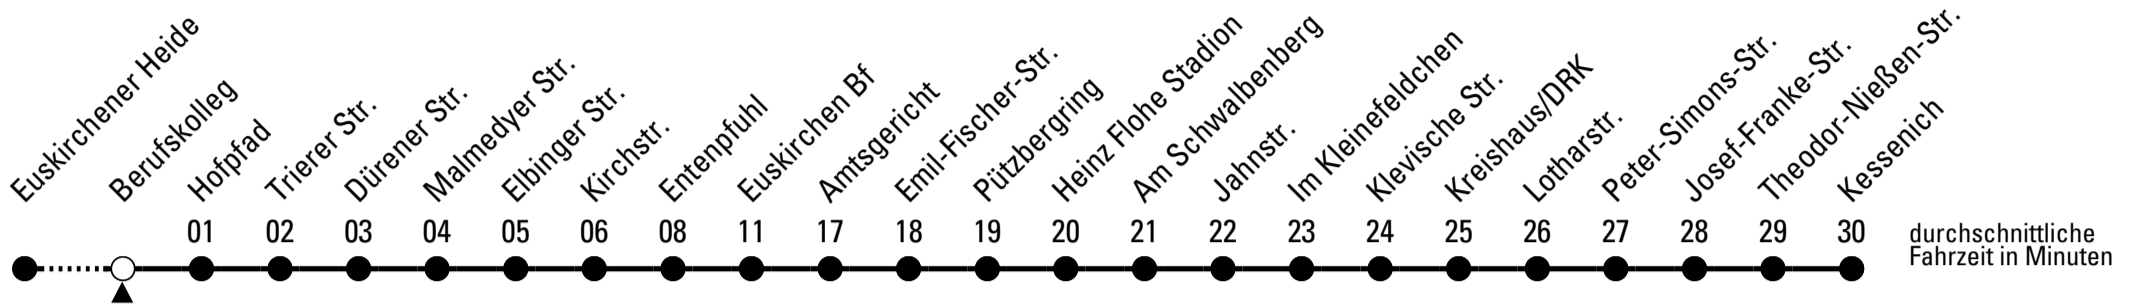 Euskirchener Heide
Berufskolleg
Hofpfad
Trierer Str.
Dürener Str.
Malmedyer Str.
Elbinger Str.
Kirchstr.
Entenpfuhl
Euskirchen Bf
Amtsgericht
Emil-Fischer-Str.
Pützbergring
Heinz Flohe Stadion
Am Schwalbenberg
Jahnstr.
Im Kleinefeldchen
Klevische Str.
Kreishaus/DRK
Lotharstr.
Peter-Simons-Str.
Josef-Franke-Str.
Theodor-Nießen-Str.
Kessenich
01 02 03 04 05 06 08 11 17 18 19 20 21 22 23 24 25 26 27 28 29 30
durchschnittliche
Fahrzeit in Minuten